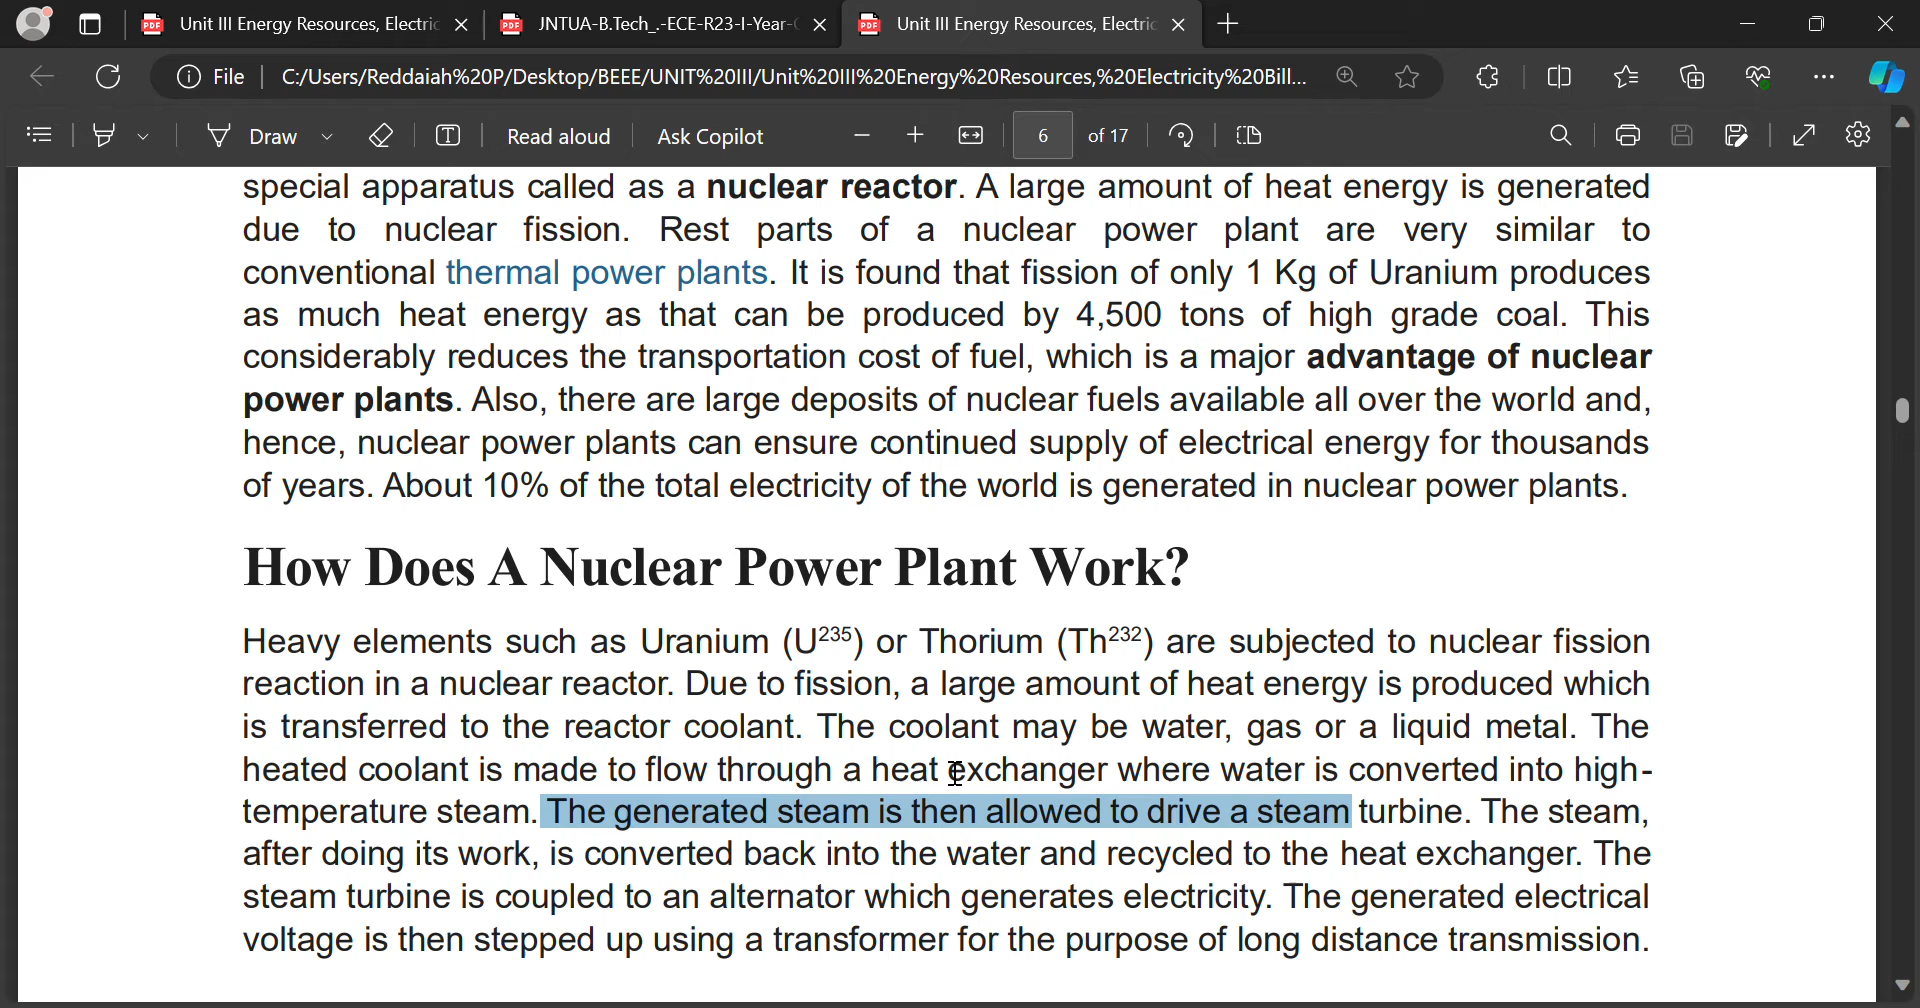 Unit III Energy Resources, Electric
JNTUA-B.Tech_.-ECE-R23-I-Year-
Unit III Energy Resources, Electric
File
C:/Users/Reddaiah%20P/Desktop/BEEE/UNIT%20III/Unit%20III%20Energy%20Resources,%20Electricity%20Bill...
Draw
Read aloud
Ask Copilot
6 of 17
special apparatus called as a nuclear reactor. A large amount of heat energy is generated
due to nuclear fission. Rest parts of a nuclear power plant are very similar to
conventional thermal power plants. It is found that fission of only 1 Kg of Uranium produces
as much heat energy as that can be produced by 4,500 tons of high grade coal. This
considerably reduces the transportation cost of fuel, which is a major advantage of nuclear
power plants. Also, there are large deposits of nuclear fuels available all over the world and,
hence, nuclear power plants can ensure continued supply of electrical energy for thousands
of years. About 10% of the total electricity of the world is generated in nuclear power plants.
How Does A Nuclear Power Plant Work?
Heavy elements such as Uranium (U²³⁵) or Thorium (Th²³²) are subjected to nuclear fission
reaction in a nuclear reactor. Due to fission, a large amount of heat energy is produced which
is transferred to the reactor coolant. The coolant may be water, gas or a liquid metal. The
heated coolant is made to flow through a heat exchanger where water is converted into high-
temperature steam. The generated steam is then allowed to drive a steam turbine. The steam,
after doing its work, is converted back into the water and recycled to the heat exchanger. The
steam turbine is coupled to an alternator which generates electricity. The generated electrical
voltage is then stepped up using a transformer for the purpose of long distance transmission.